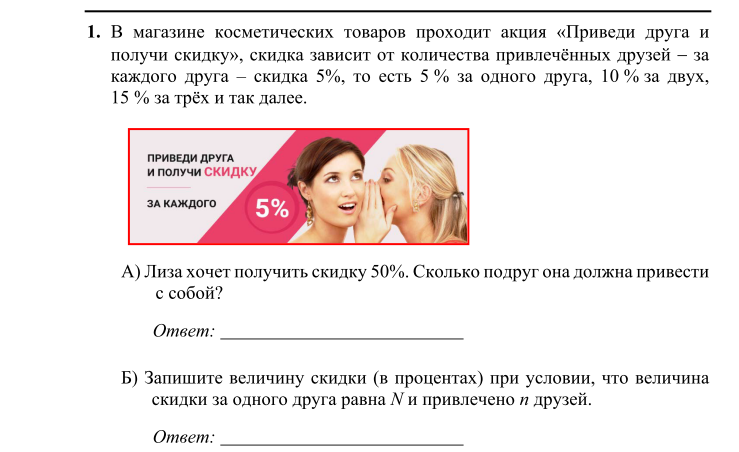 1. В магазине косметических товаров проходит акция «Приведи друга и
получи скидку», скидка зависит от количества привлечённых друзей – за
каждого друга – скидка 5%, то есть 5 % за одного друга, 10 % за двух,
15 % за трёх и так далее.
ПРИВЕДИ ДРУГА
И ПОЛУЧИ СКИДКУ
ЗА КАЖДОГО 5%
А) Лиза хочет получить скидку 50%. Сколько подруг она должна привести
с собой?
Ответ:
Б) Запишите величину скидки (в процентах) при условии, что величина
скидки за одного друга равна N и привлечено n друзей.
Ответ: